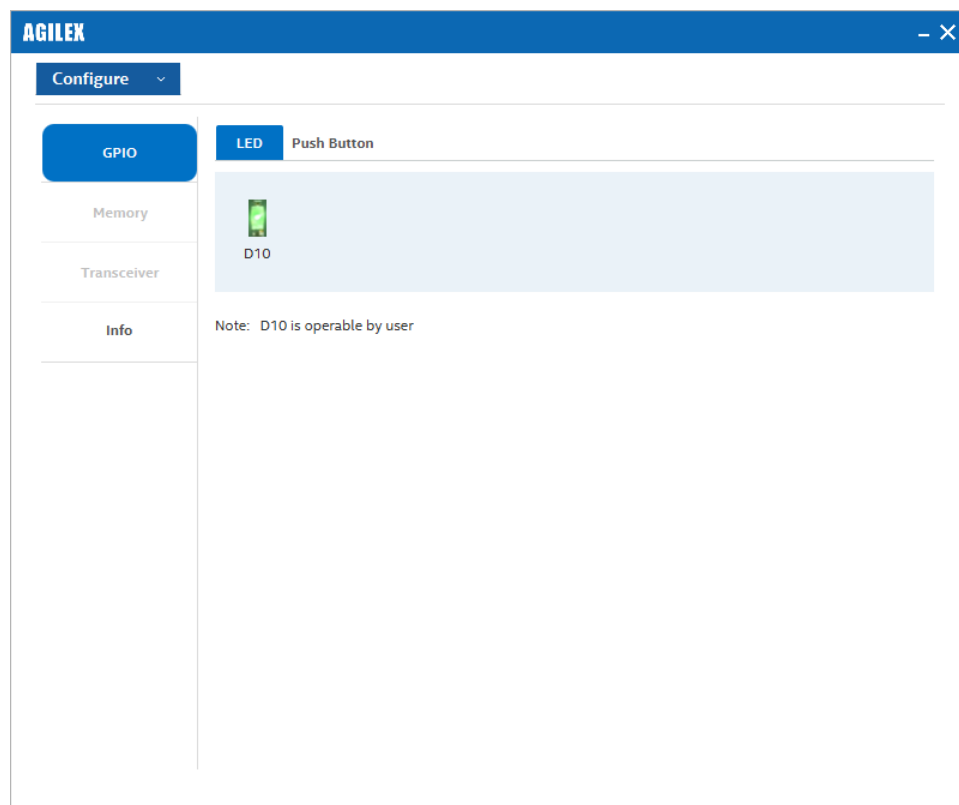 AGILEX
Configure
GPIO
Memory
Transceiver
Info
LED Push Button
D10
Note: D10 is operable by user